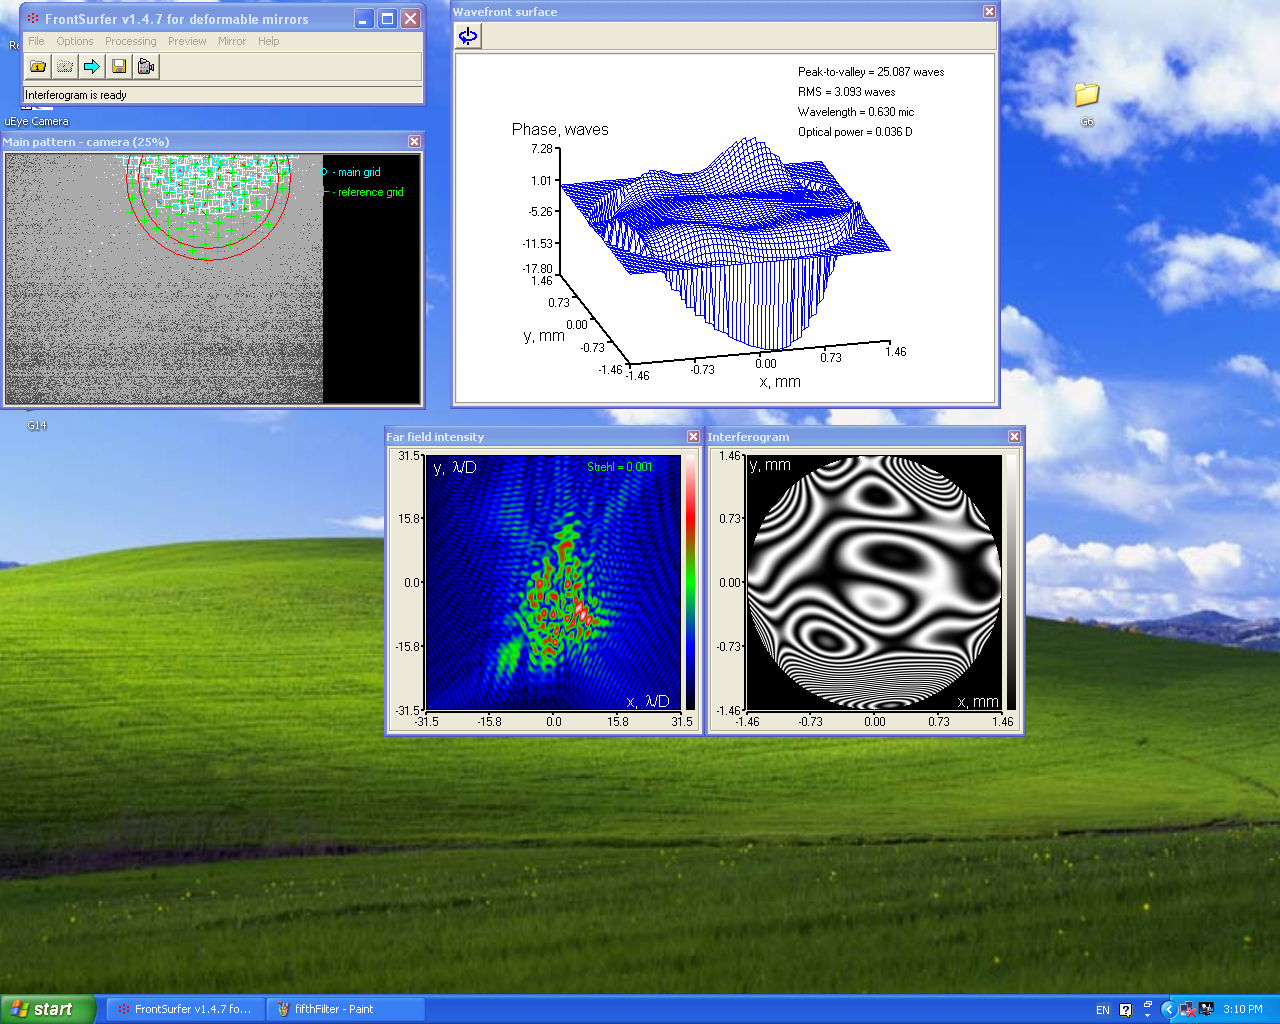 FrontSurfer v1.4.7 for deformable mirrors
File Options Processing Preview Mirror Help
Interferogram is ready
uEye Camera
Main pattern - camera (25%)
- main grid
- reference grid
G14
Wavefront surface
Peak-to-valley = 25.087 waves
RMS = 3.093 waves
Wavelength = 0.630 mic
Optical power = 0.036 D
Phase, waves
7.28
1.01
-5.26
-11.53
-17.80
1.46
0.73
0.00
-0.73
-1.46
y, mm
-1.46
-0.73
0.00
0.73
1.46
x, mm
G6
Far field intensity
31.5
15.8
0.0
-15.8
-31.5
y, λ/D
Strehl = 0.001
x, λ/D
-31.5 -15.8 0.0 15.8 31.5
Interferogram
1.46
0.73
0.00
-0.73
-1.46
y, mm
x, mm
-1.46 -0.73 0.00 0.73 1.46
start
FrontSurfer v1.4.7 fo...
fifthFilter - Paint
EN
3:10 PM